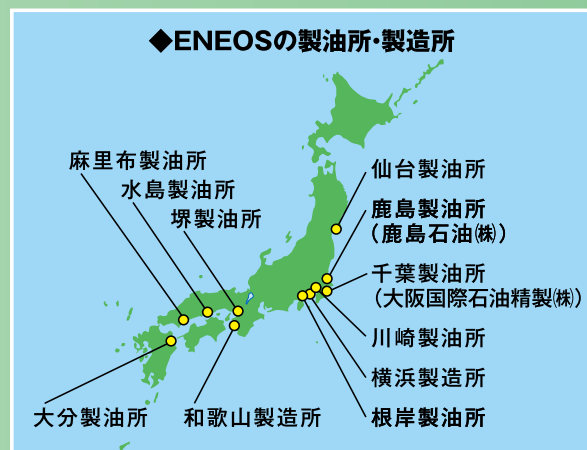 ◆ENEOSの製油所・製造所
麻里布製油所
水島製油所
堺製油所
仙台製油所
鹿島製油所
(鹿島石油㈱)
千葉製油所
(大阪国際石油精製㈱)
川崎製油所
横浜製造所
根岸製油所
大分製油所
和歌山製造所